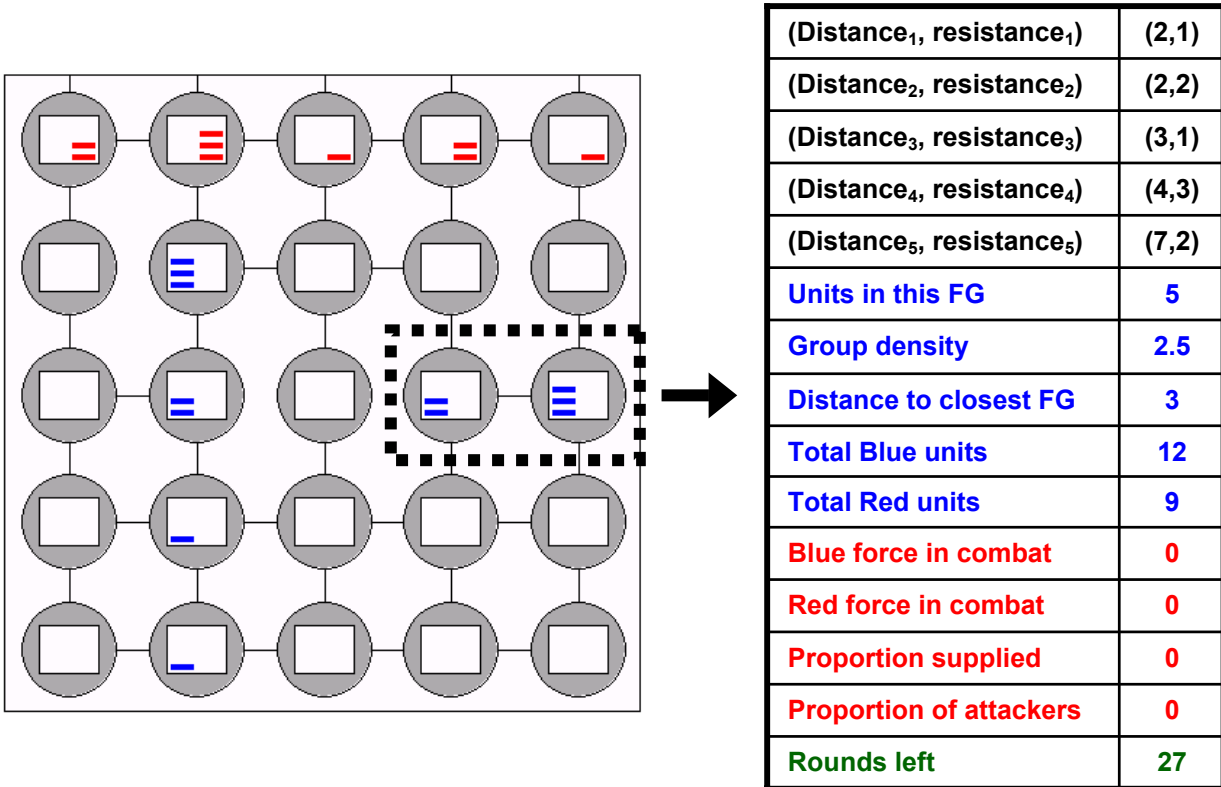 (Distance₁, resistance₁) (2,1)
(Distance₂, resistance₂) (2,2)
(Distance₃, resistance₃) (3,1)
(Distance₄, resistance₄) (4,3)
(Distance₅, resistance₅) (7,2)
Units in this FG 5
Group density 2.5
Distance to closest FG 3
Total Blue units 12
Total Red units 9
Blue force in combat 0
Red force in combat 0
Proportion supplied 0
Proportion of attackers 0
Rounds left 27